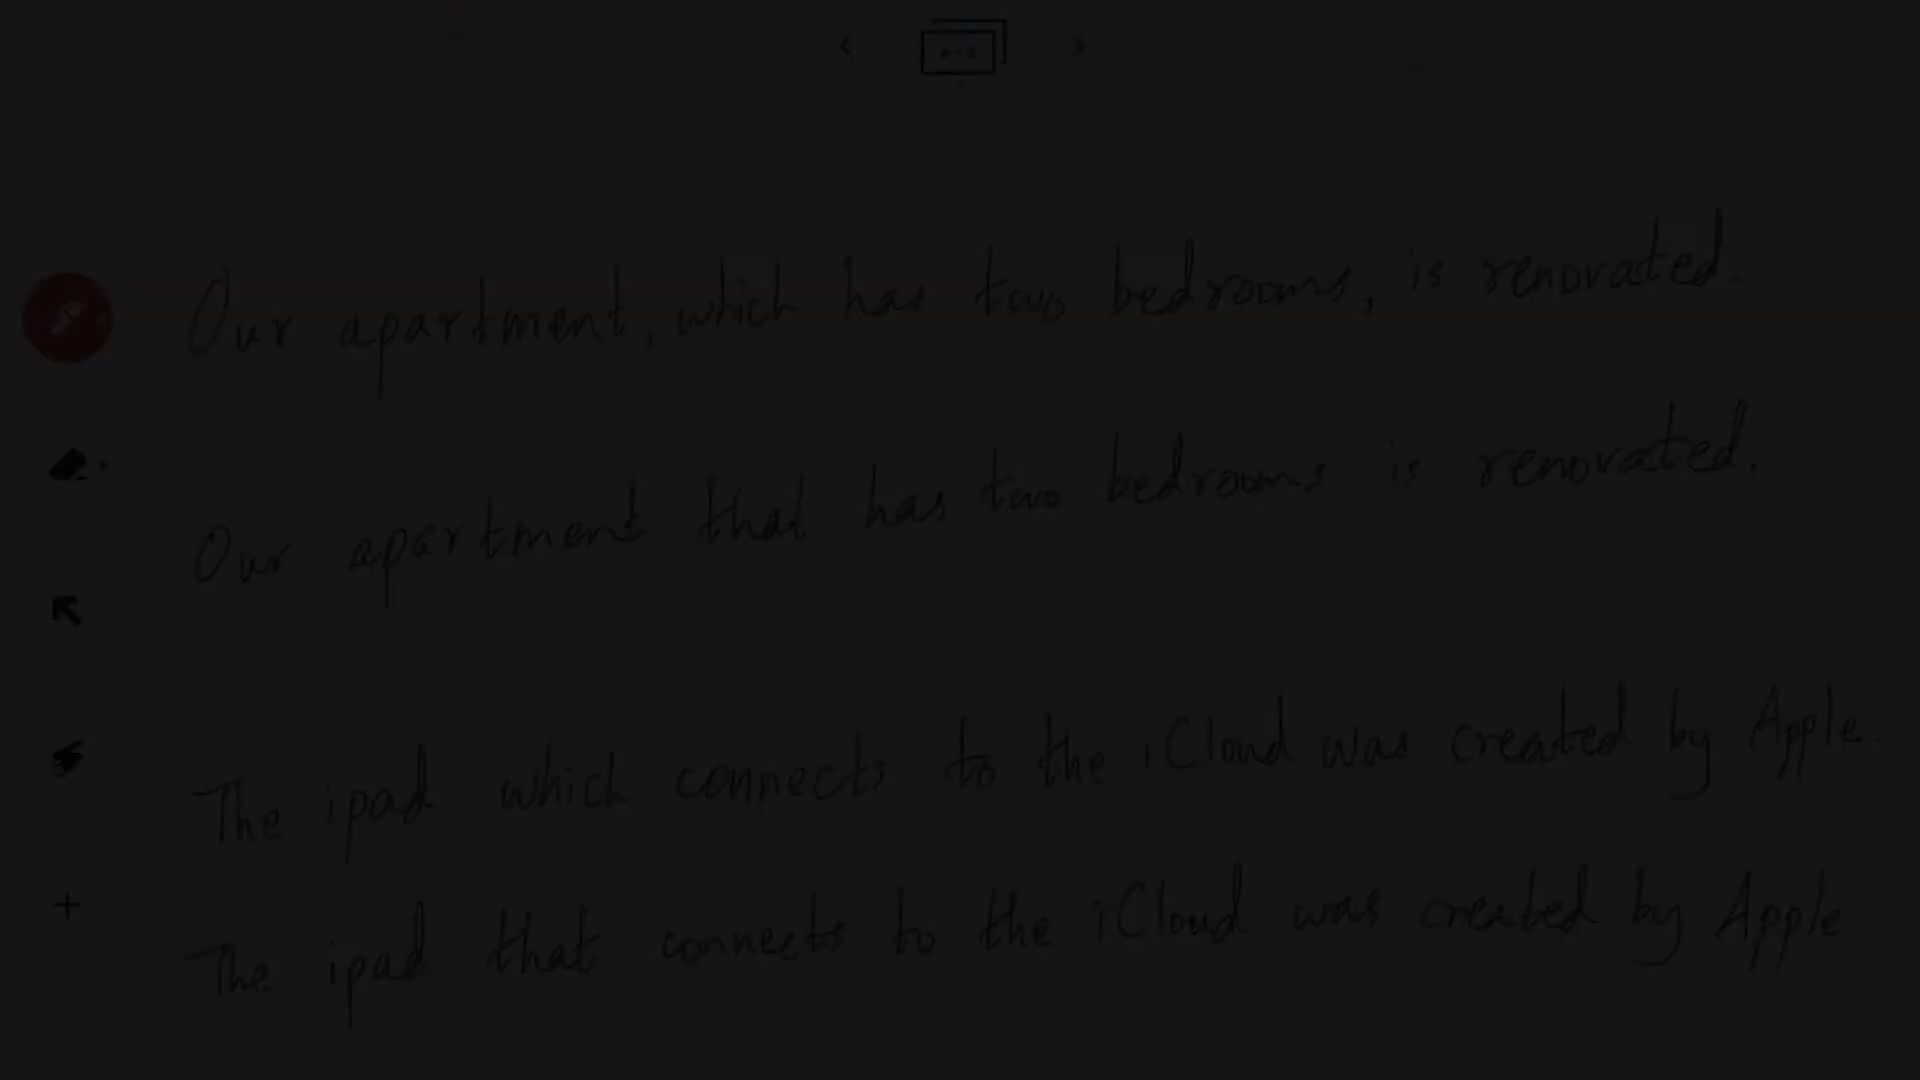 Our apartment, which has two bedrooms, is renovated.
Our apartment that has two bedrooms is renovated.
The ipad which connects to the iCloud was created by Apple.
The ipad that connects to the iCloud was created by Apple